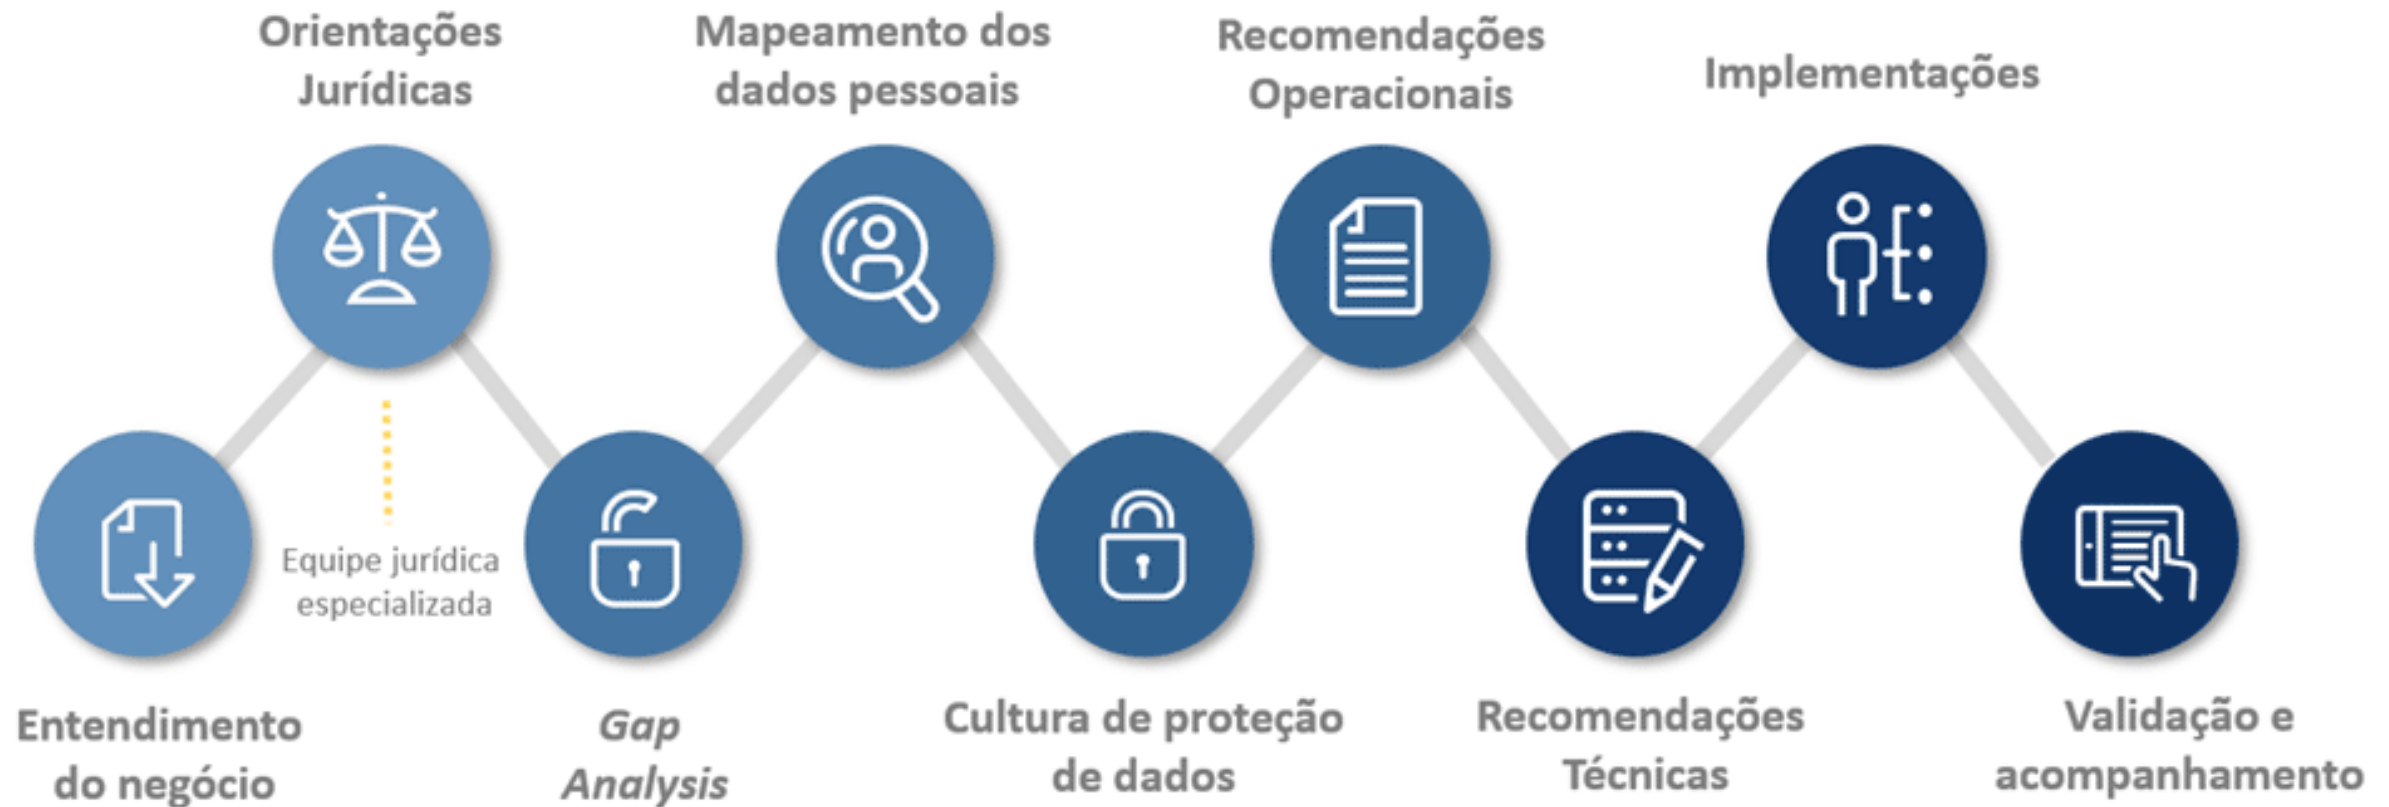 Orientações
Jurídicas
Mapeamento dos
dados pessoais
Recomendações
Operacionais
Implementações
Equipe jurídica
especializada
Entendimento
do negócio
Gap
Analysis
Cultura de proteção
de dados
Recomendações
Técnicas
Validação e
acompanhamento